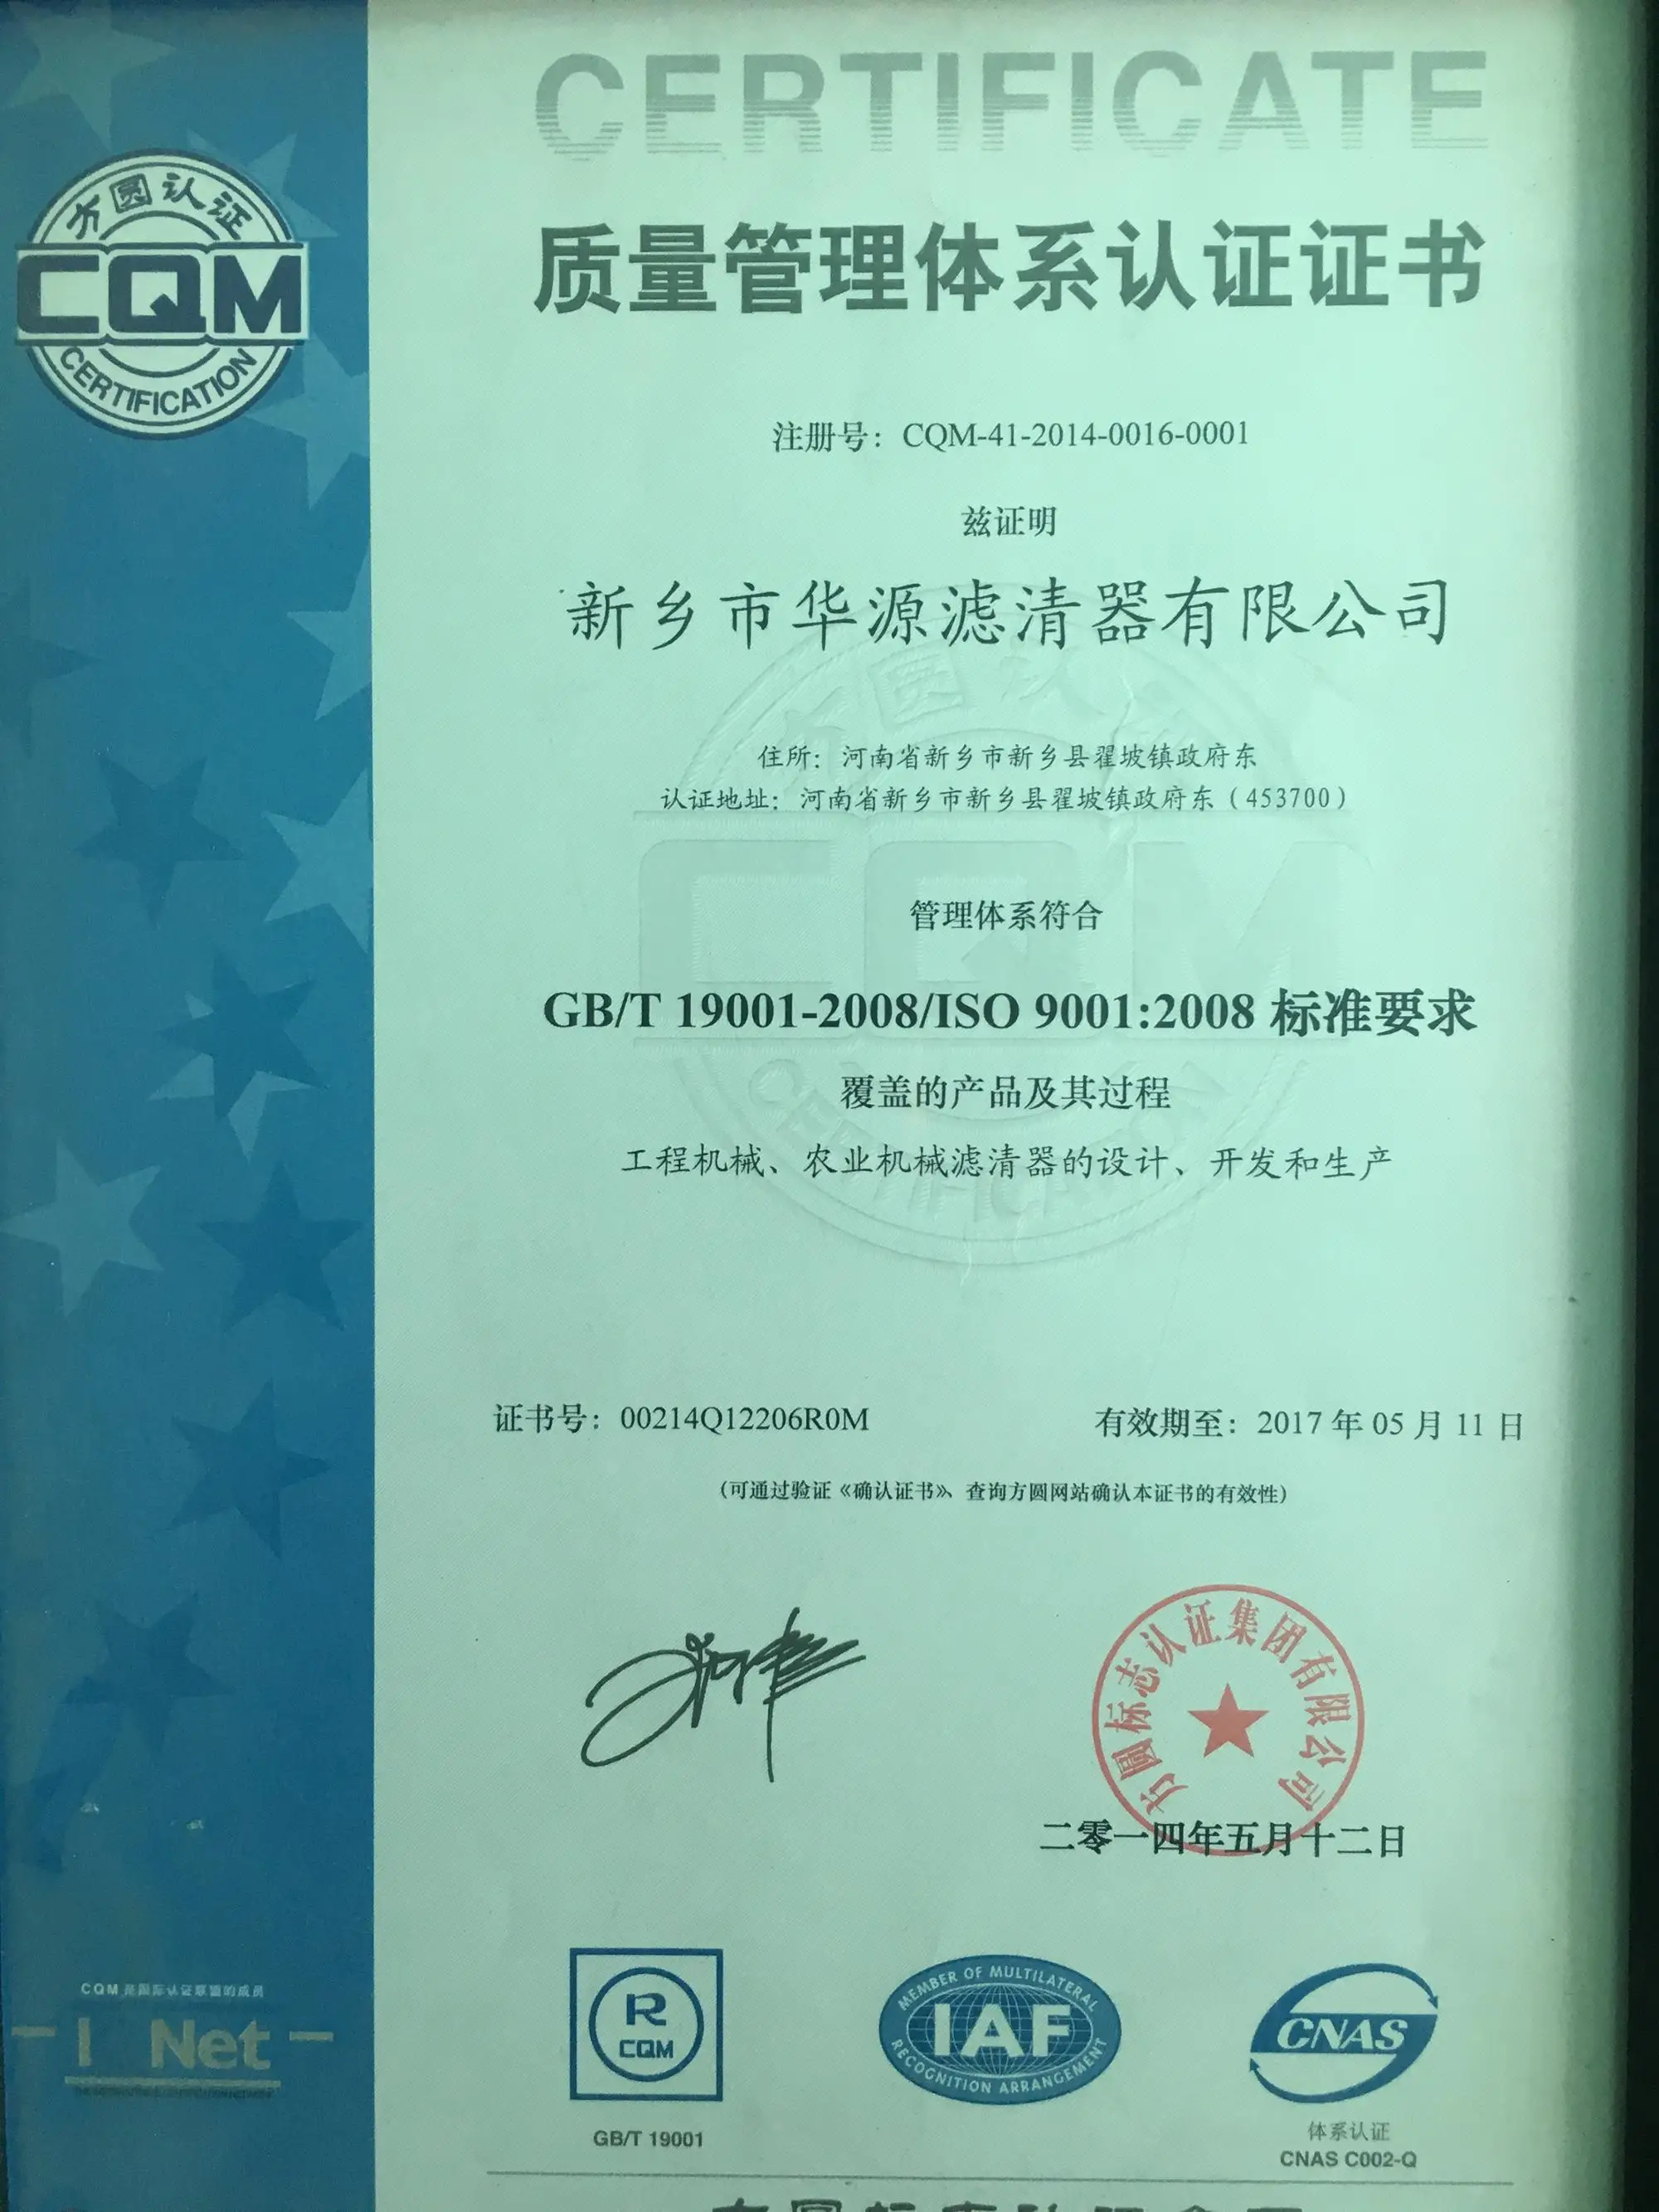 CERTIFICATE
方圆认证
CQM
CERTIFICATION
质量管理体系认证证书
注册号：CQM-41-2014-0016-0001
兹证明
新乡市华源滤清器有限公司
住所：河南省新乡市新乡县翟坡镇政府东
认证地址：河南省新乡市新乡县翟坡镇政府东（453700）
管理体系符合
GB/T 19001-2008/ISO 9001:2008 标准要求
覆盖的产品及其过程
工程机械、农业机械滤清器的设计、开发和生产
证书号：00214Q12206R0M
有效期至：2017 年 05 月 11 日
（可通过验证《确认证书》、查询方圆网站确认本证书的有效性）
方圆标志认证集团有限公司
二零一四年五月十二日
CQM 是国际认证联盟的成员
I Net
R
CQM
GB/T 19001
MEMBER OF MULTILATERAL
IAF
RECOGNITION ARRANGEMENT
CNAS
体系认证
CNAS C002-Q